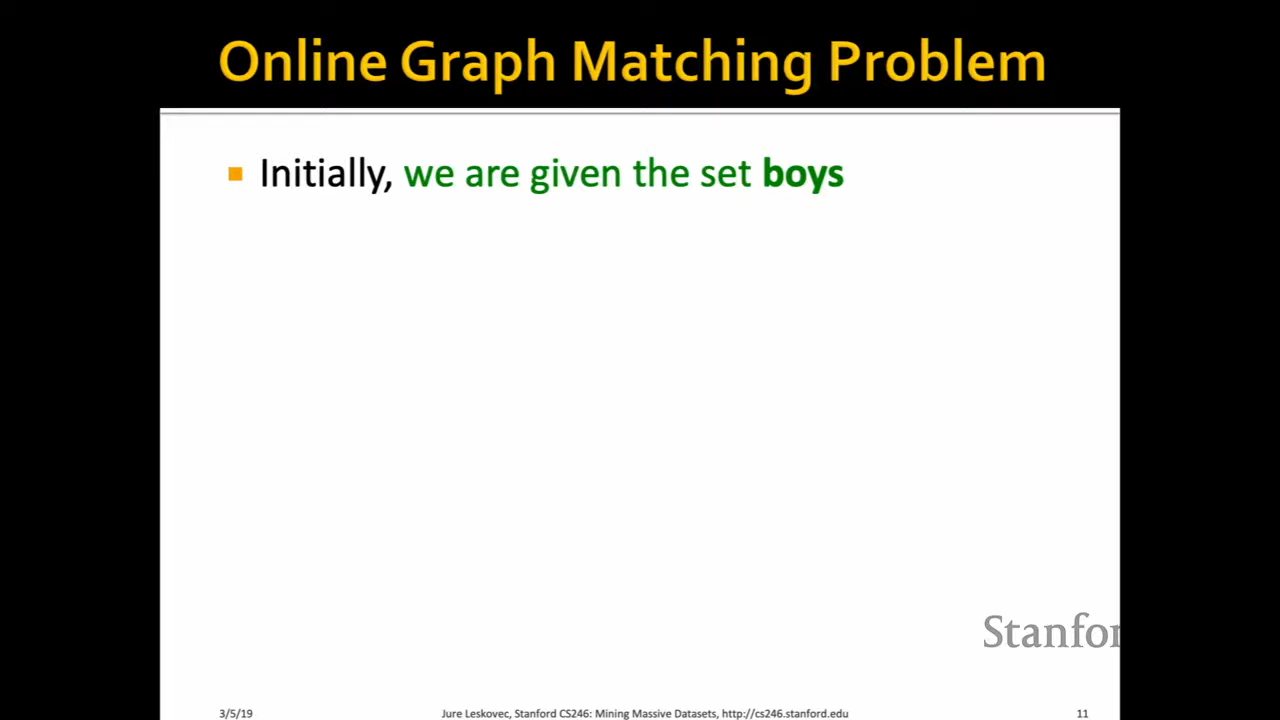 Online Graph Matching Problem
Initially, we are given the set boys
Stanfor
3/5/19
Jure Leskovec, Stanford CS246: Mining Massive Datasets, http://cs246.stanford.edu
11